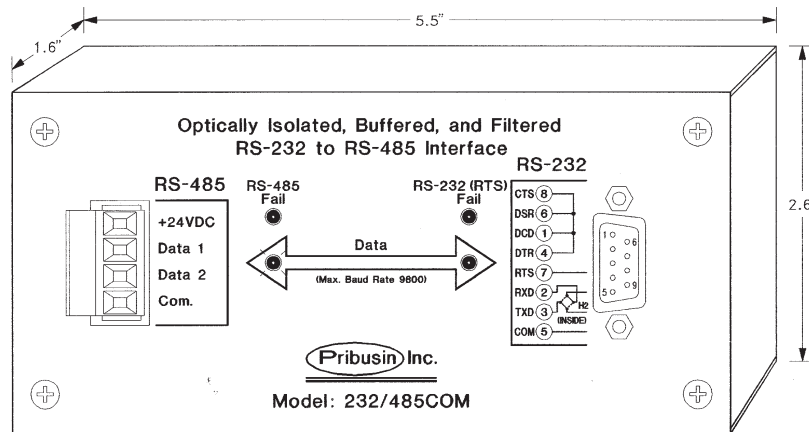 5.5"
1.6"
2.6
Optically Isolated, Buffered, and Filtered
RS-232 to RS-485 Interface
RS-485
+24VDC
Data 1
Data 2
Com.
RS-485
Fail
RS-232 (RTS)
Fail
Data
(Max. Baud Rate 9600)
RS-232
CTS 8
DSR 6
DCD 1
DTR 4
RTS 7
RXD 2
TXD 3
H2
(INSIDE)
COM 5
1
6
5
9
Pribusin Inc.
Model: 232/485COM